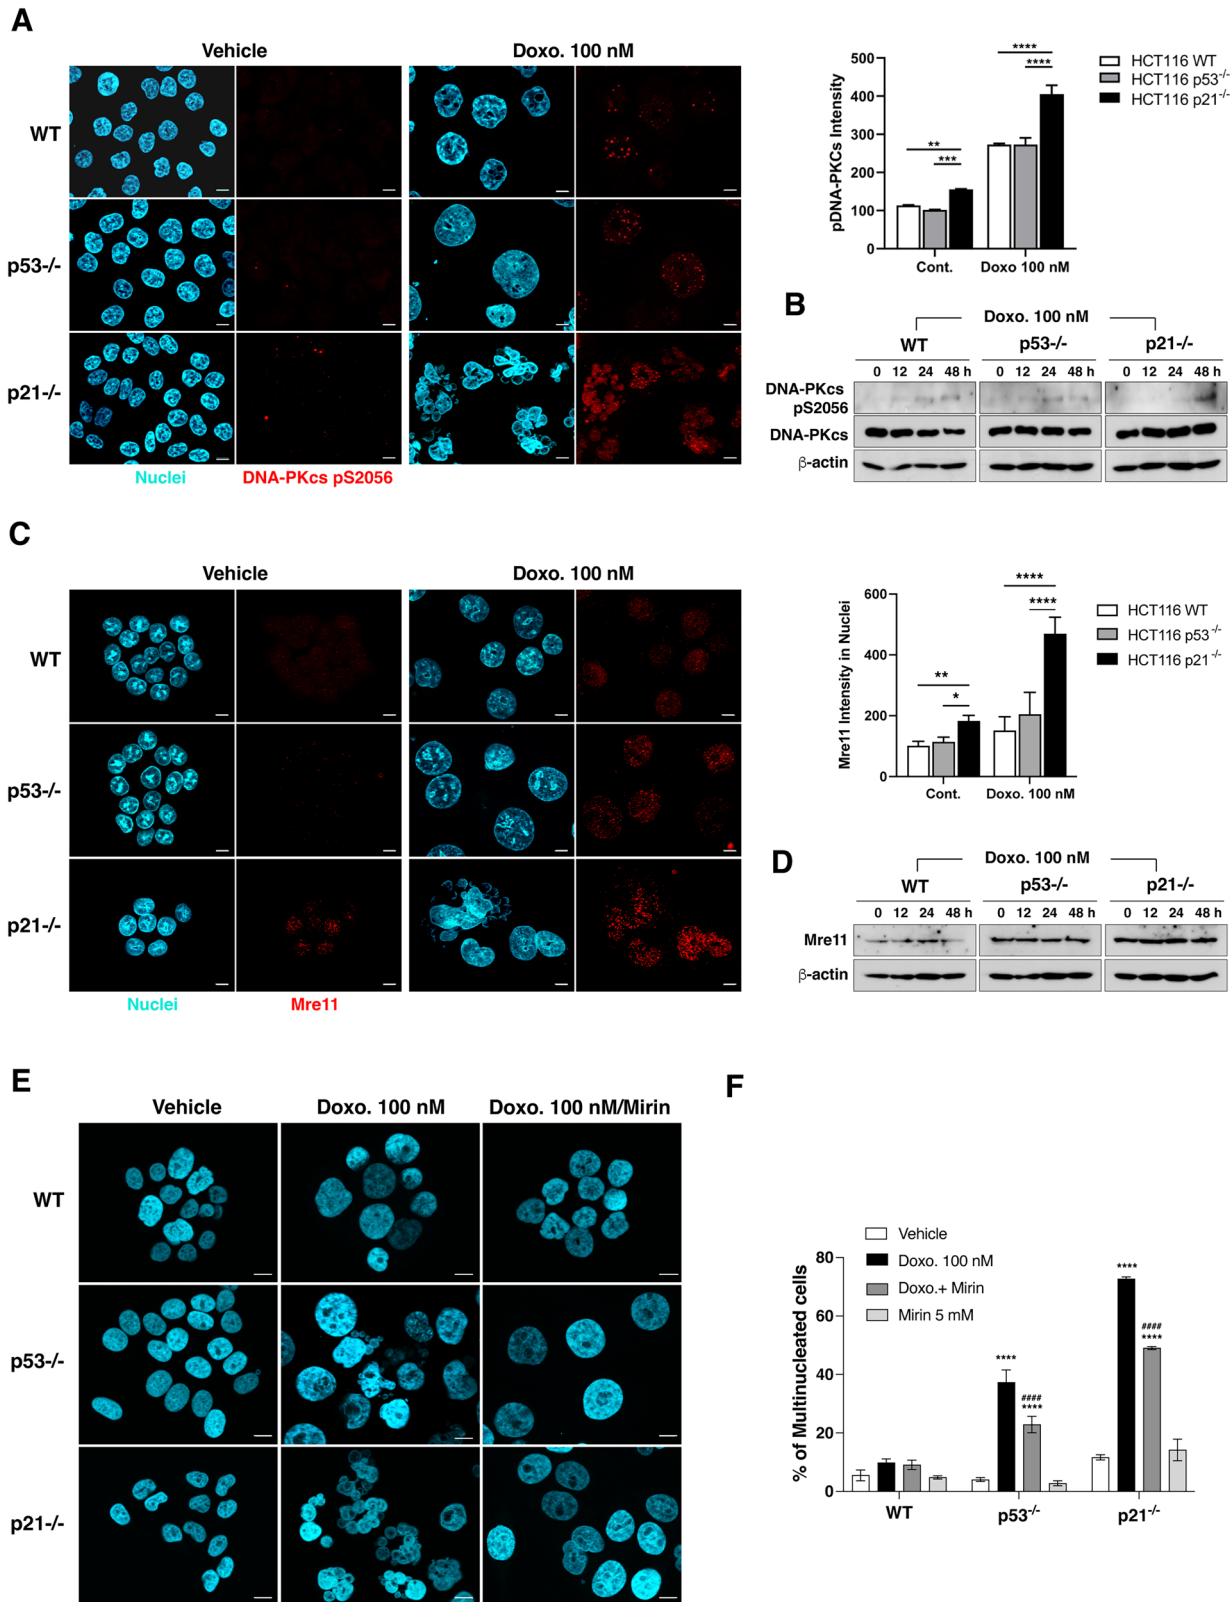 A
Vehicle
Doxo. 100 nM
WT
p53-/-
p21-/-
Nuclei
DNA-PKcs pS2056
pDNA-PKcs Intensity
500
400
300
200
100
0
**
***
****
****
Cont.
Doxo 100 nM
HCT116 WT
HCT116 p53-/-
HCT116 p21-/-
B
Doxo. 100 nM
WT
p53-/-
p21-/-
0 12 24 48 h
0 12 24 48 h
0 12 24 48 h
DNA-PKcs
pS2056
DNA-PKcs
β-actin
C
Vehicle
Doxo. 100 nM
WT
p53-/-
p21-/-
Nuclei
Mre11
Mre11 Intensity in Nuclei
600
400
200
0
**
*
****
****
Cont.
Doxo. 100 nM
HCT116 WT
HCT116 p53-/-
HCT116 p21-/-
D
Doxo. 100 nM
WT
p53-/-
p21-/-
0 12 24 48 h
0 12 24 48 h
0 12 24 48 h
Mre11
β-actin
E
Vehicle
Doxo. 100 nM
Doxo. 100 nM/Mirin
WT
p53-/-
p21-/-
F
% of Multinucleated cells
80
60
40
20
0
Vehicle
Doxo. 100 nM
Doxo.+ Mirin
Mirin 5 mM
****
####
****
****
####
****
WT
p53-/-
p21-/-